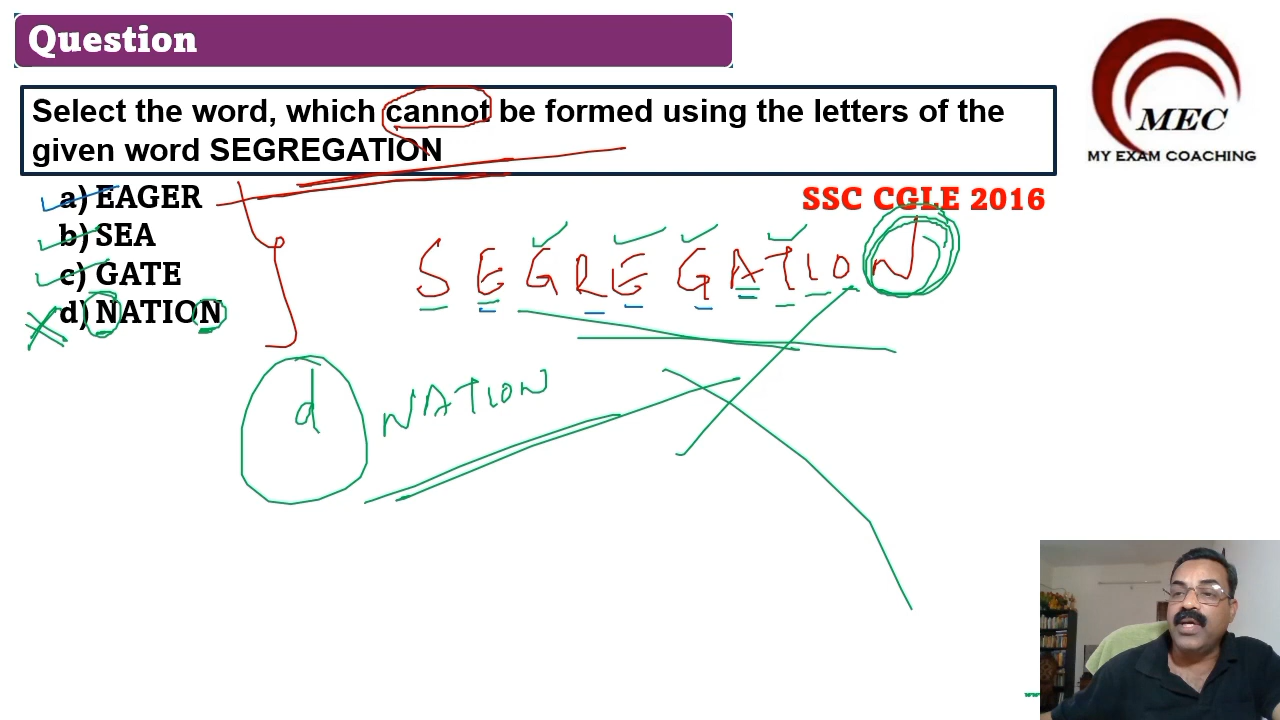 Question
Select the word, which cannot be formed using the letters of the
given word SEGREGATION
a) EAGER
b) SEA
c) GATE
d) NATION
SSC CGLE 2016
MEC
MY EXAM COACHING
SEGREGATION
d NATION